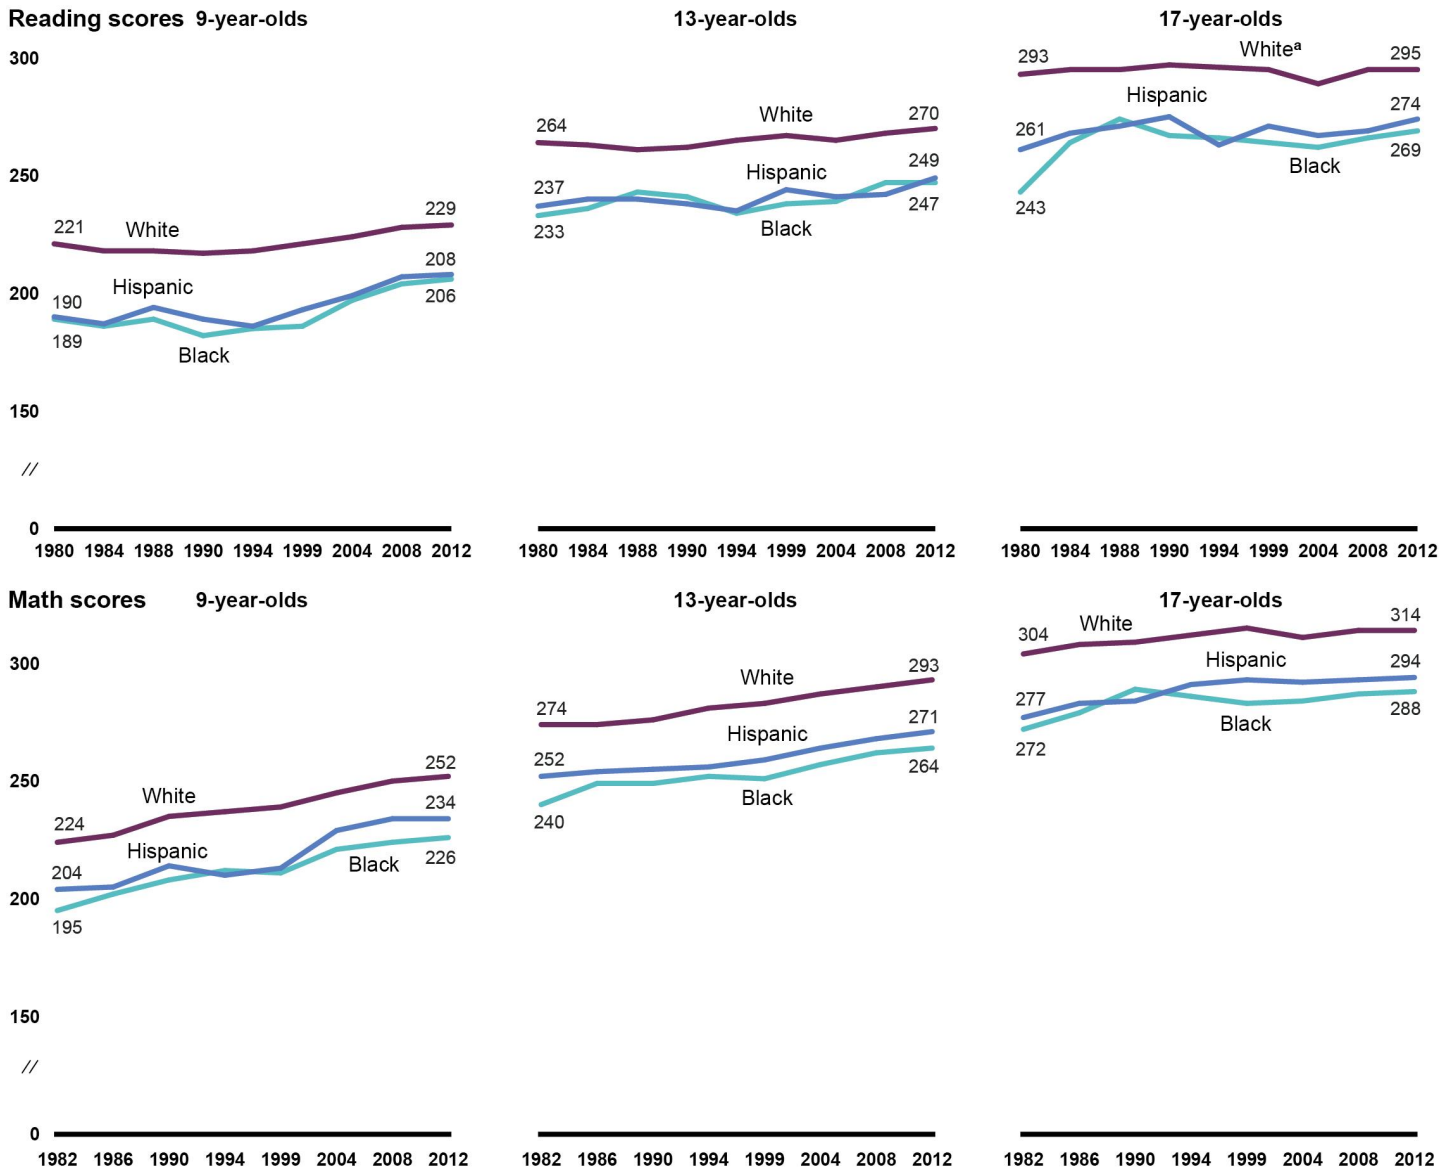 Reading scores 9-year-olds 13-year-olds 17-year-olds
300
250
200
150
//
0
221 White 229
190 Hispanic 208
189 Black 206
1980 1984 1988 1990 1994 1999 2004 2008 2012
264 White 270
237 Hispanic 249
233 Black 247
1980 1984 1988 1990 1994 1999 2004 2008 2012
293 Whiteᵃ 295
261 Hispanic 274
243 Black 269
1980 1984 1988 1990 1994 1999 2004 2008 2012
Math scores 9-year-olds 13-year-olds 17-year-olds
300
250
200
150
//
0
224 White 252
204 Hispanic 234
195 Black 226
1982 1986 1990 1994 1999 2004 2008 2012
274 White 293
252 Hispanic 271
240 Black 264
1982 1986 1990 1994 1999 2004 2008 2012
304 White 314
277 Hispanic 294
272 Black 288
1982 1986 1990 1994 1999 2004 2008 2012